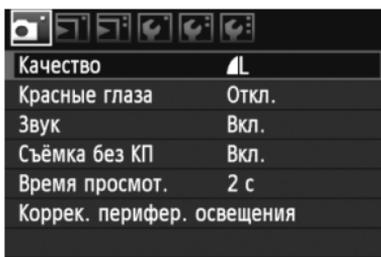 Качество L
Красные глаза Откл.
Звук Вкл.
Съёмка без КП Вкл.
Время просмот. 2 с
Коррек. перифер. освещения